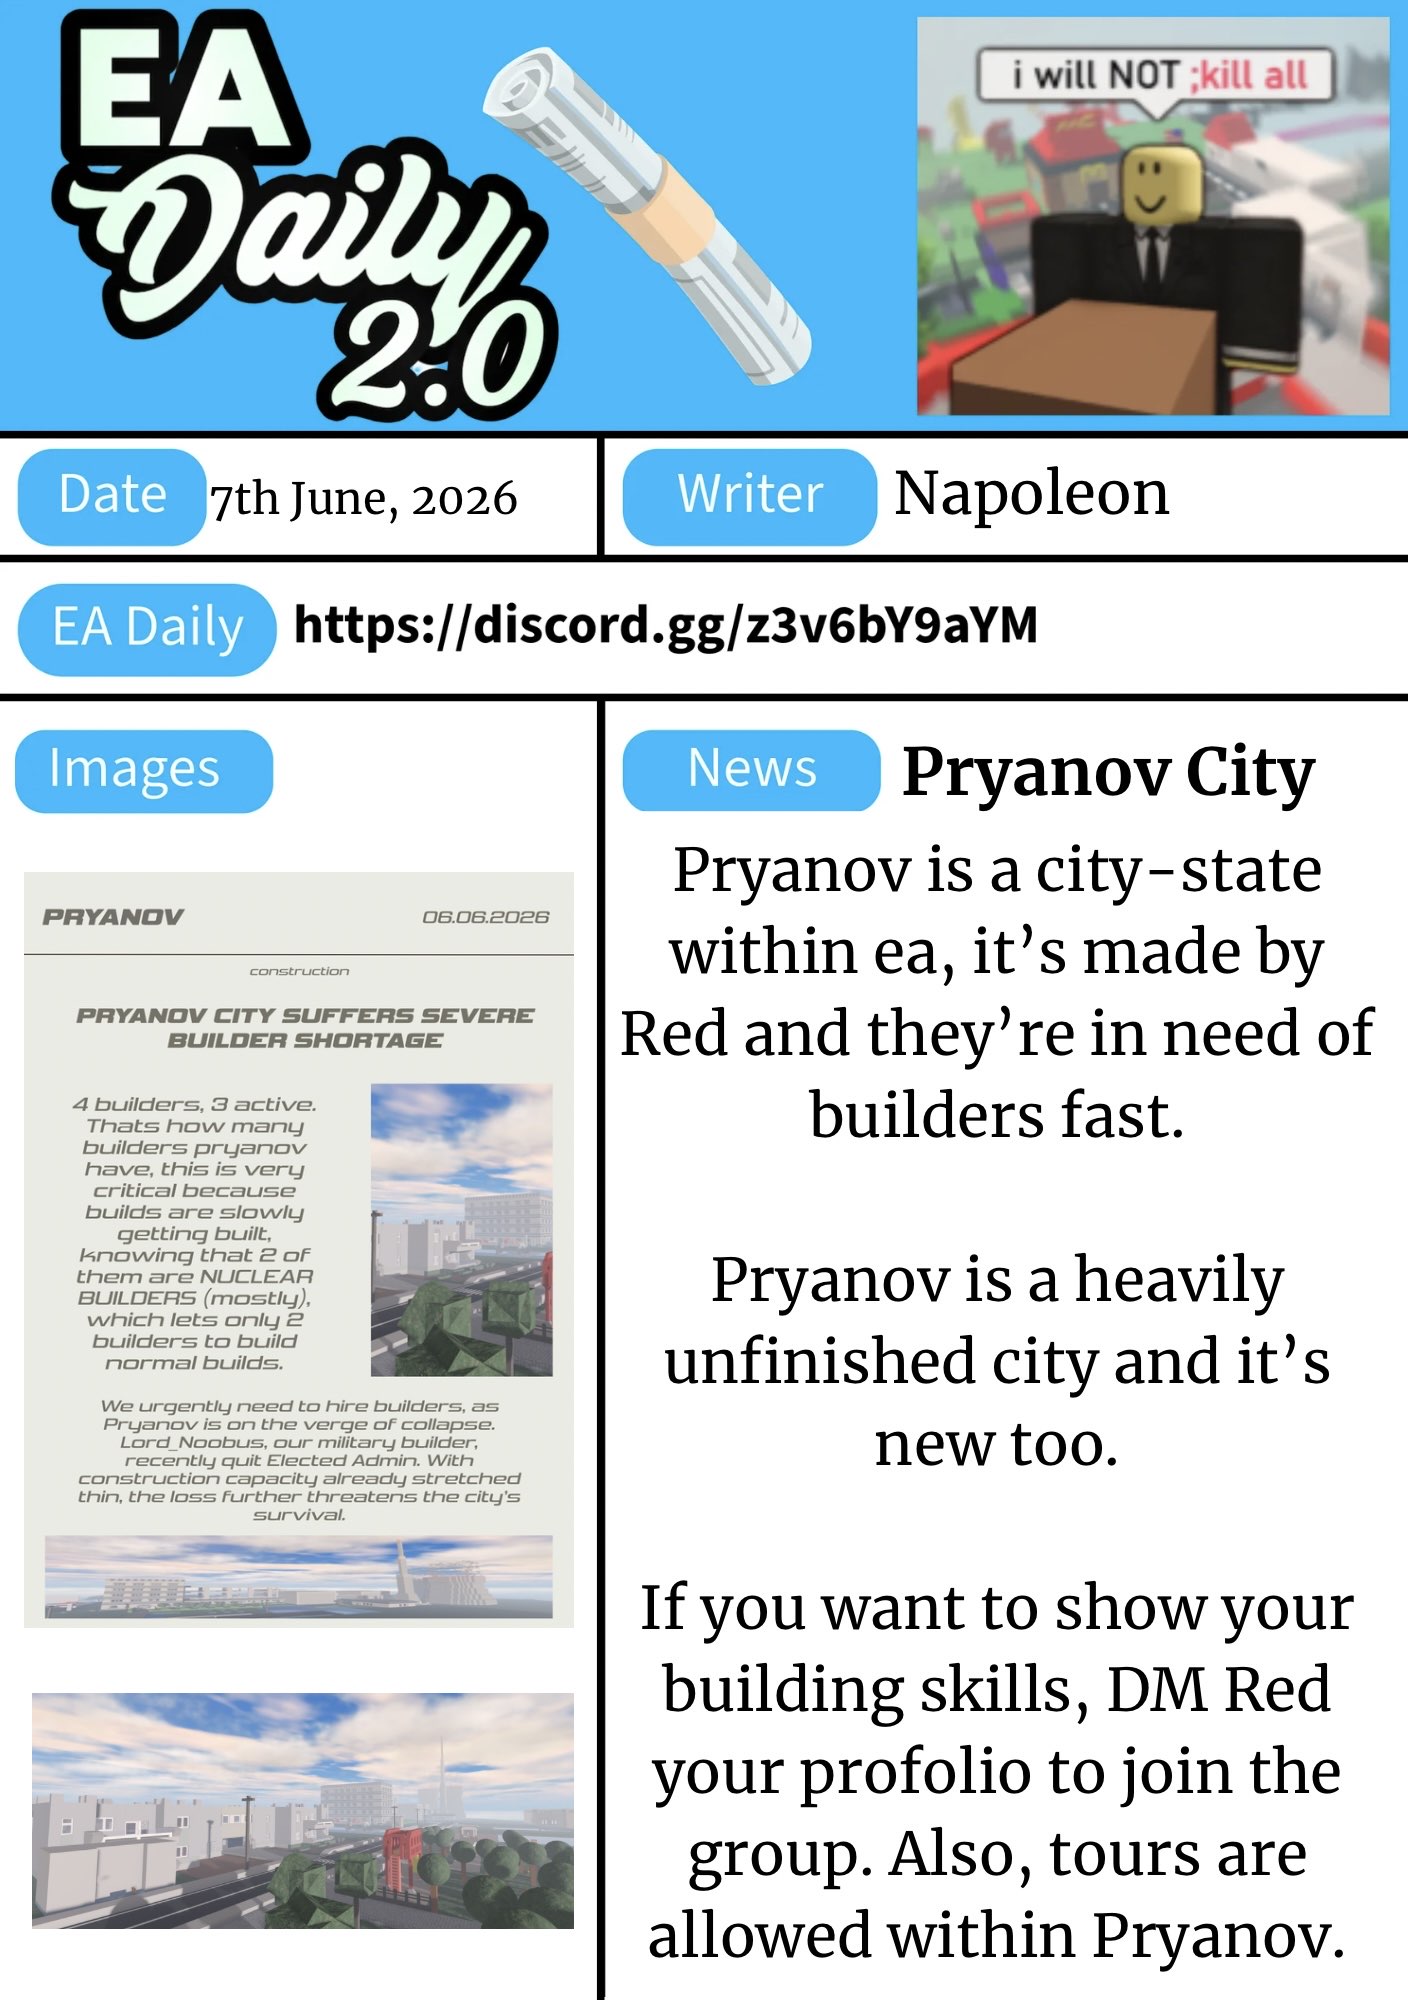 EA
Daily
2.0
i will NOT ;kill all
Date
7th June, 2026
Writer
Napoleon
EA Daily
https://discord.gg/z3v6bY9aYM
Images
PRYANOV
06.06.2026
construction
PRYANOV CITY SUFFERS SEVERE
BUILDER SHORTAGE
4 builders, 3 active.
Thats how many
builders pryanov
have, this is very
critical because
builds are slowly
getting built,
knowing that 2 of
them are NUCLEAR
BUILDERS (mostly),
which lets only 2
builders to build
normal builds.
We urgently need to hire builders, as
Pryanov is on the verge of collapse.
Lord_Noobus, our military builder,
recently quit Elected Admin. With
construction capacity already stretched
thin, the loss further threatens the city's
survival.
News
Pryanov City
Pryanov is a city-state
within ea, it's made by
Red and they're in need of
builders fast.
Pryanov is a heavily
unfinished city and it's
new too.
If you want to show your
building skills, DM Red
your profolio to join the
group. Also, tours are
allowed within Pryanov.